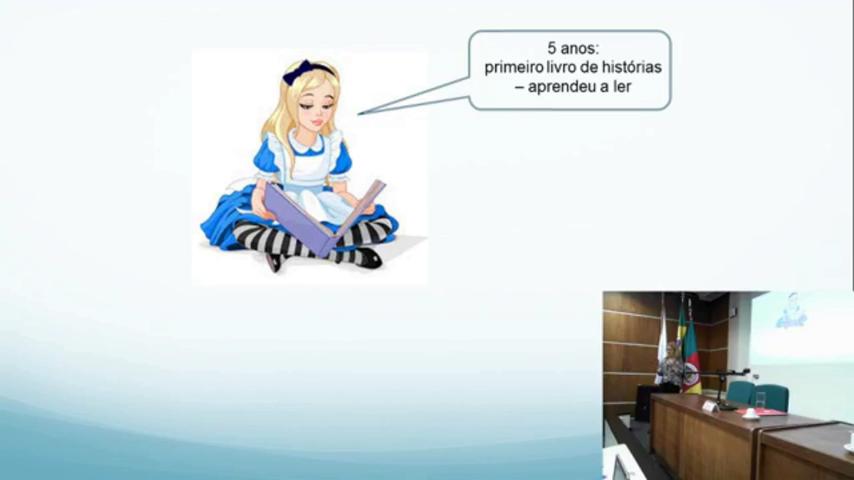 5 anos:
primeiro livro de histórias
– aprendeu a ler